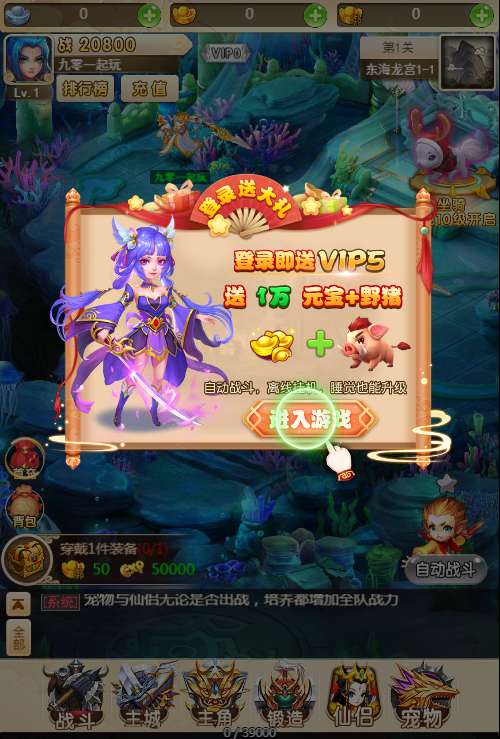 0
0
0
战 20800
VIP0
第1关
九零一起玩
东海龙宫1-1
Lv.1
排行榜
充值
九零一起玩
坐骑
10级开启
登录送大礼
登录即送VIP5
送 1万 元宝+野猪
自动战斗，离线挂机，睡觉也能升级
进入游戏
背包
穿戴1件装备(0/1)
50
EXP 50000
自动战斗
[系统] 宠物与仙侣无论是否出战，培养都增加全队战力
全部
战斗
主城
主角
锻造
仙侣
宠物
0/39000